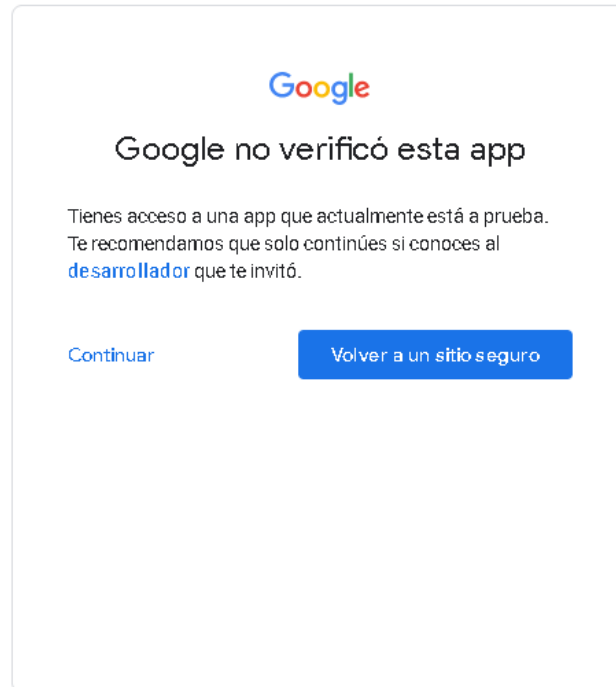 Google
Google no verificó esta app
Tienes acceso a una app que actualmente está a prueba.
Te recomendamos que solo continúes si conoces al
desarrollador que te invitó.
Continuar
Volver a un sitio seguro